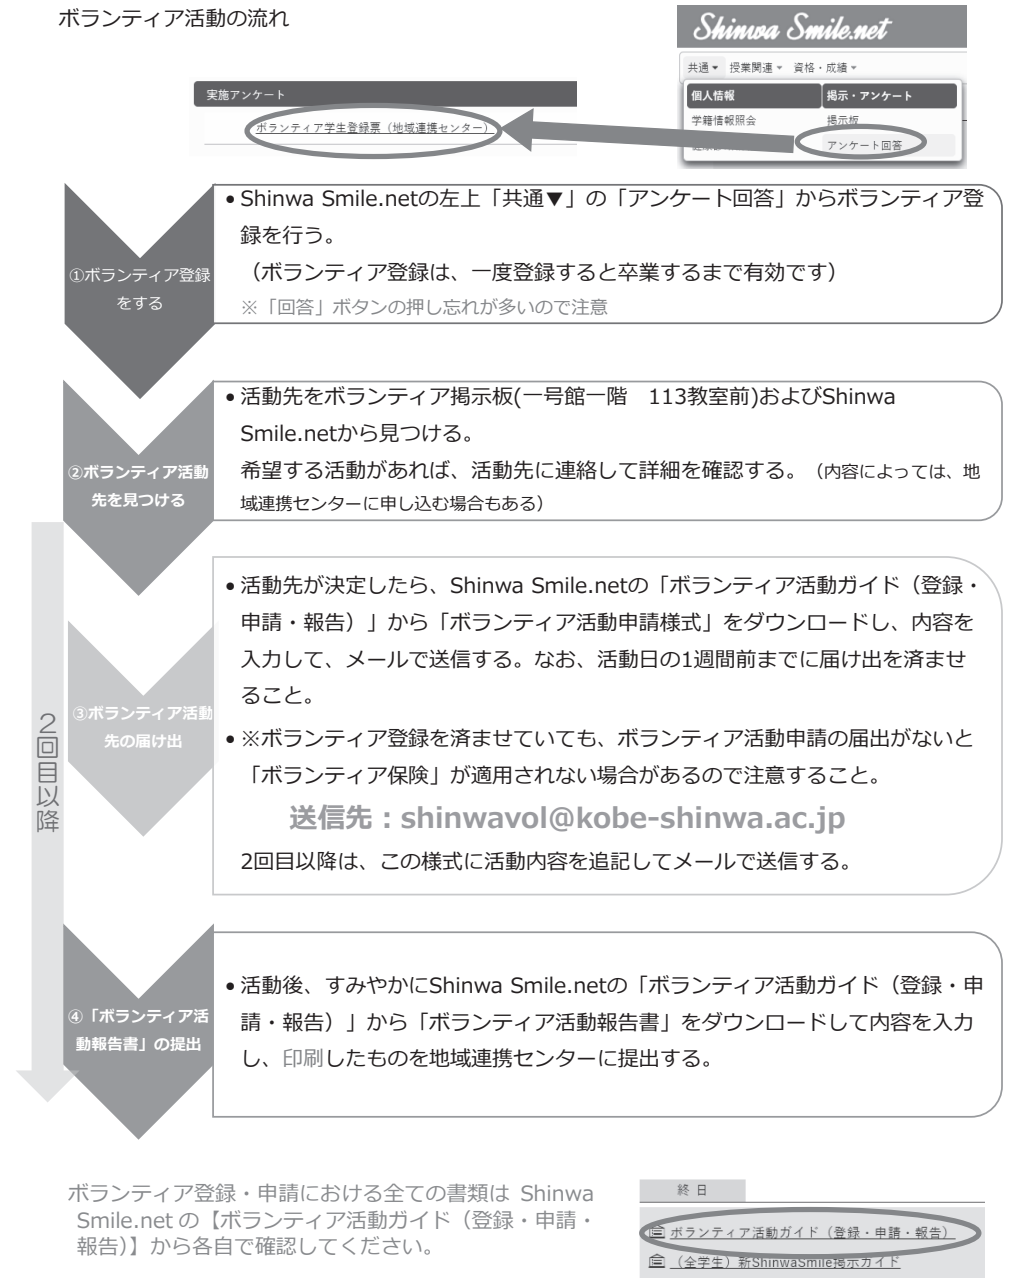 ボランティア活動の流れ
Shinwa Smile.net
共通▼ 授業関連▼ 資格・成績▼
個人情報 掲示・アンケート
学籍情報照会 掲示板
アンケート回答
実施アンケート
ボランティア学生登録票（地域連携センター）
①ボランティア登録
をする
•Shinwa Smile.netの左上「共通▼」の「アンケート回答」からボランティア登
録を行う。
（ボランティア登録は、一度登録すると卒業するまで有効です）
※「回答」ボタンの押し忘れが多いので注意
②ボランティア活動
先を見つける
•活動先をボランティア掲示板(一号館一階　113教室前)およびShinwa
Smile.netから見つける。
希望する活動があれば、活動先に連絡して詳細を確認する。（内容によっては、地
域連携センターに申し込む場合もある）
2回目以降
③ボランティア活動
先の届け出
•活動先が決定したら、Shinwa Smile.netの「ボランティア活動ガイド（登録・
申請・報告）」から「ボランティア活動申請様式」をダウンロードし、内容を
入力して、メールで送信する。なお、活動日の1週間前までに届け出を済ませ
ること。
•※ボランティア登録を済ませていても、ボランティア活動申請の届出がないと
「ボランティア保険」が適用されない場合があるので注意すること。
送信先：shinwavol@kobe-shinwa.ac.jp
2回目以降は、この様式に活動内容を追記してメールで送信する。
④「ボランティア活
動報告書」の提出
•活動後、すみやかにShinwa Smile.netの「ボランティア活動ガイド（登録・申
請・報告）」から「ボランティア活動報告書」をダウンロードして内容を入力
し、印刷したものを地域連携センターに提出する。
ボランティア登録・申請における全ての書類は Shinwa
Smile.net の【ボランティア活動ガイド（登録・申請・
報告)】から各自で確認してください。
終日
ボランティア活動ガイド（登録・申請・報告）
（全学生）新ShinwaSmile掲示ガイド